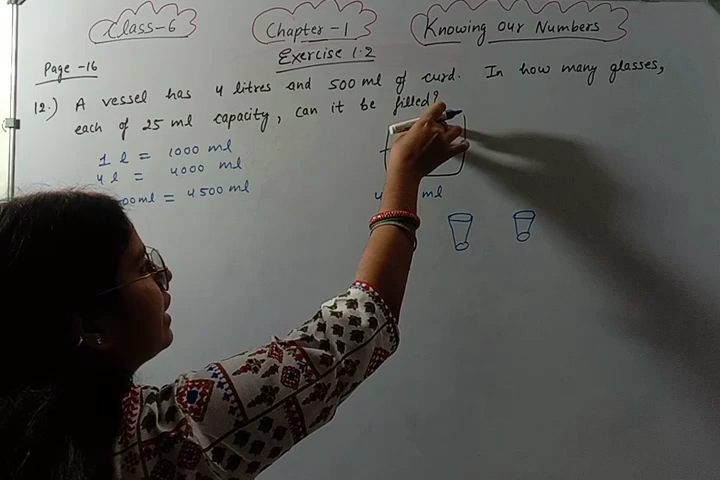 Class-6
Chapter-1
Knowing Our Numbers
Exercise 1.2
Page-16
12.) A vessel has 4 litres and 500 ml of curd. In how many glasses,
each of 25 ml capacity, can it be filled?
1 l = 1000 ml
4 l = 4000 ml
= 4500 ml
ml